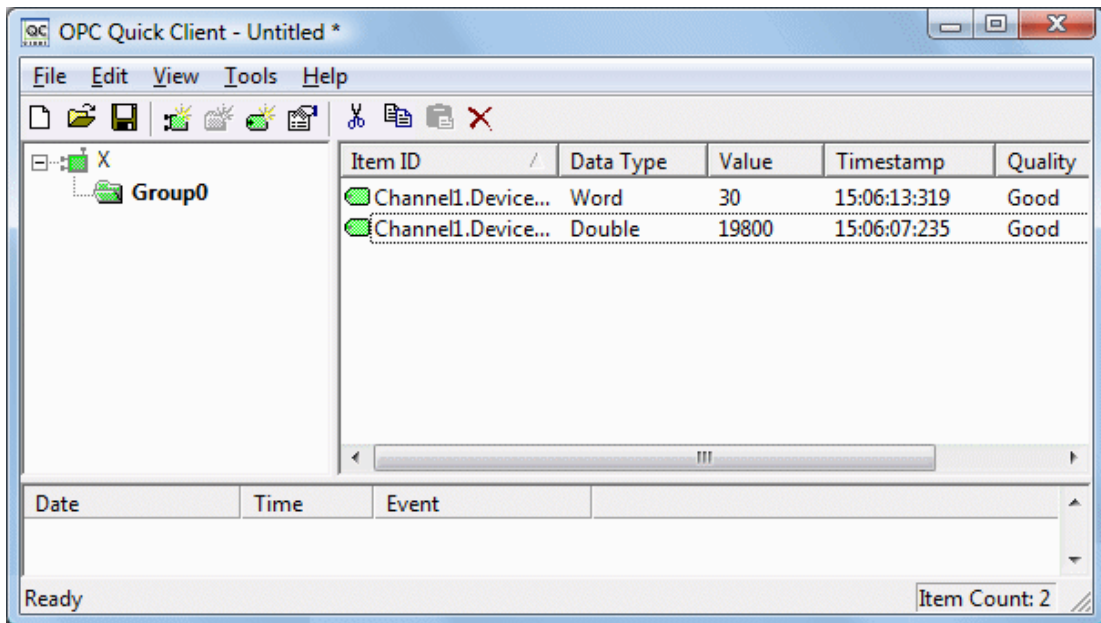 OPC Quick Client - Untitled *
File Edit View Tools Help
X
Group0
Item ID Data Type Value Timestamp Quality
Channel1.Device... Word 30 15:06:13:319 Good
Channel1.Device... Double 19800 15:06:07:235 Good
Date Time Event
Ready Item Count: 2